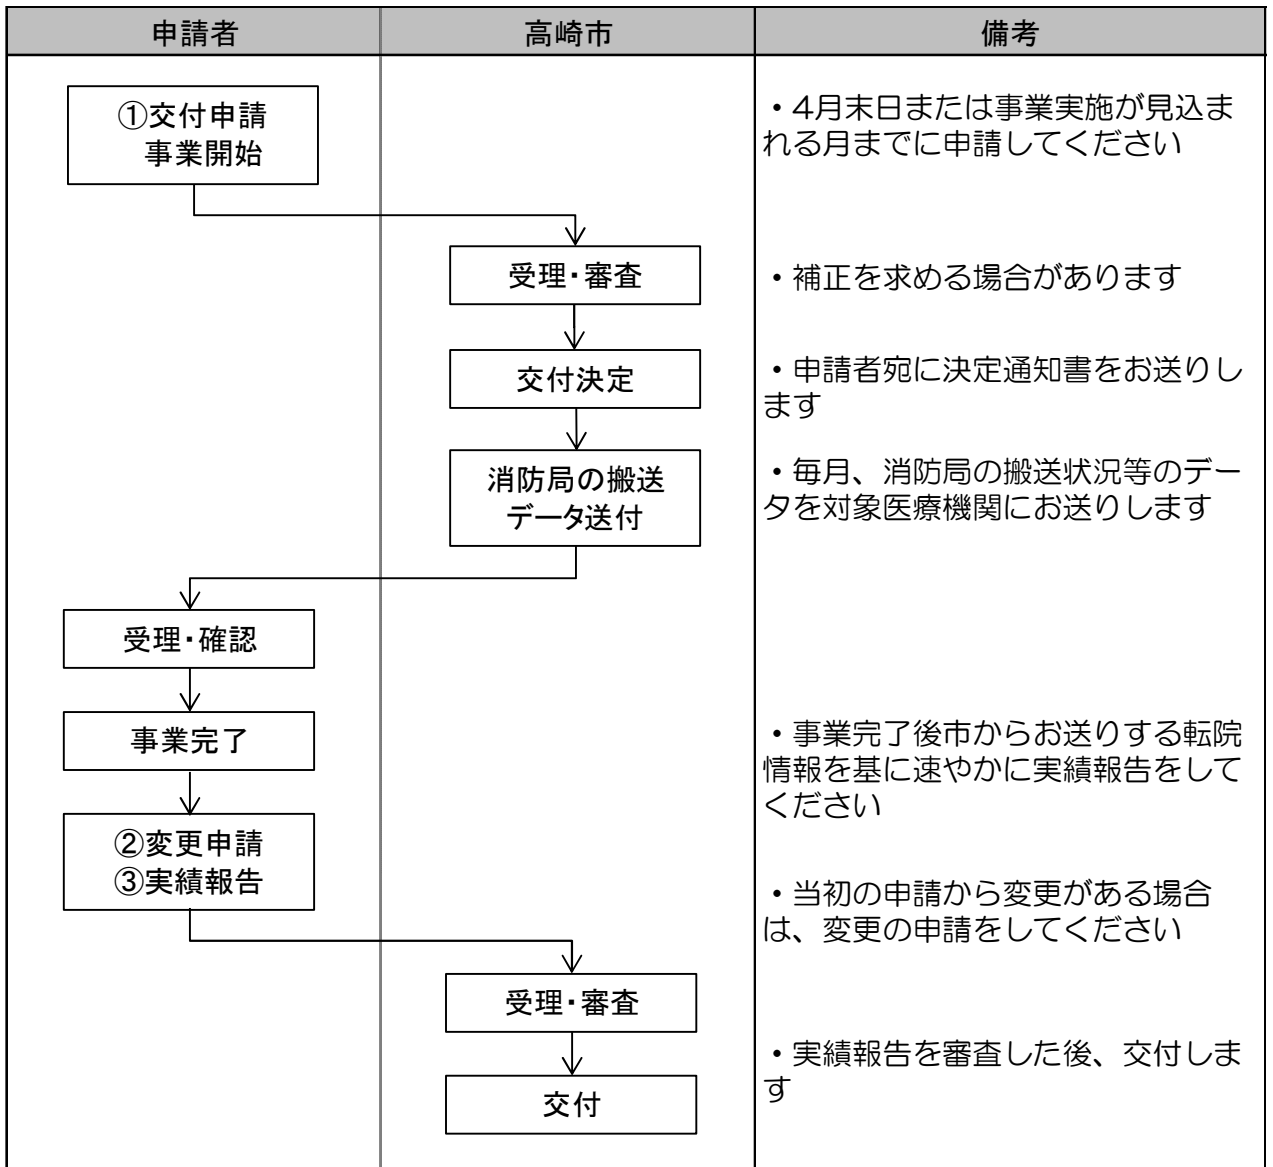 申請者
高崎市
備考
①交付申請
事業開始
・4月末日または事業実施が見込ま
れる月までに申請してください
受理・審査
・補正を求める場合があります
交付決定
・申請者宛に決定通知書をお送りし
ます
消防局の搬送
データ送付
・毎月、消防局の搬送状況等のデー
タを対象医療機関にお送りします
受理・確認
事業完了
・事業完了後市からお送りする転院
情報を基に速やかに実績報告をして
ください
②変更申請
③実績報告
・当初の申請から変更がある場合
は、変更の申請をしてください
受理・審査
・実績報告を審査した後、交付しま
す
交付